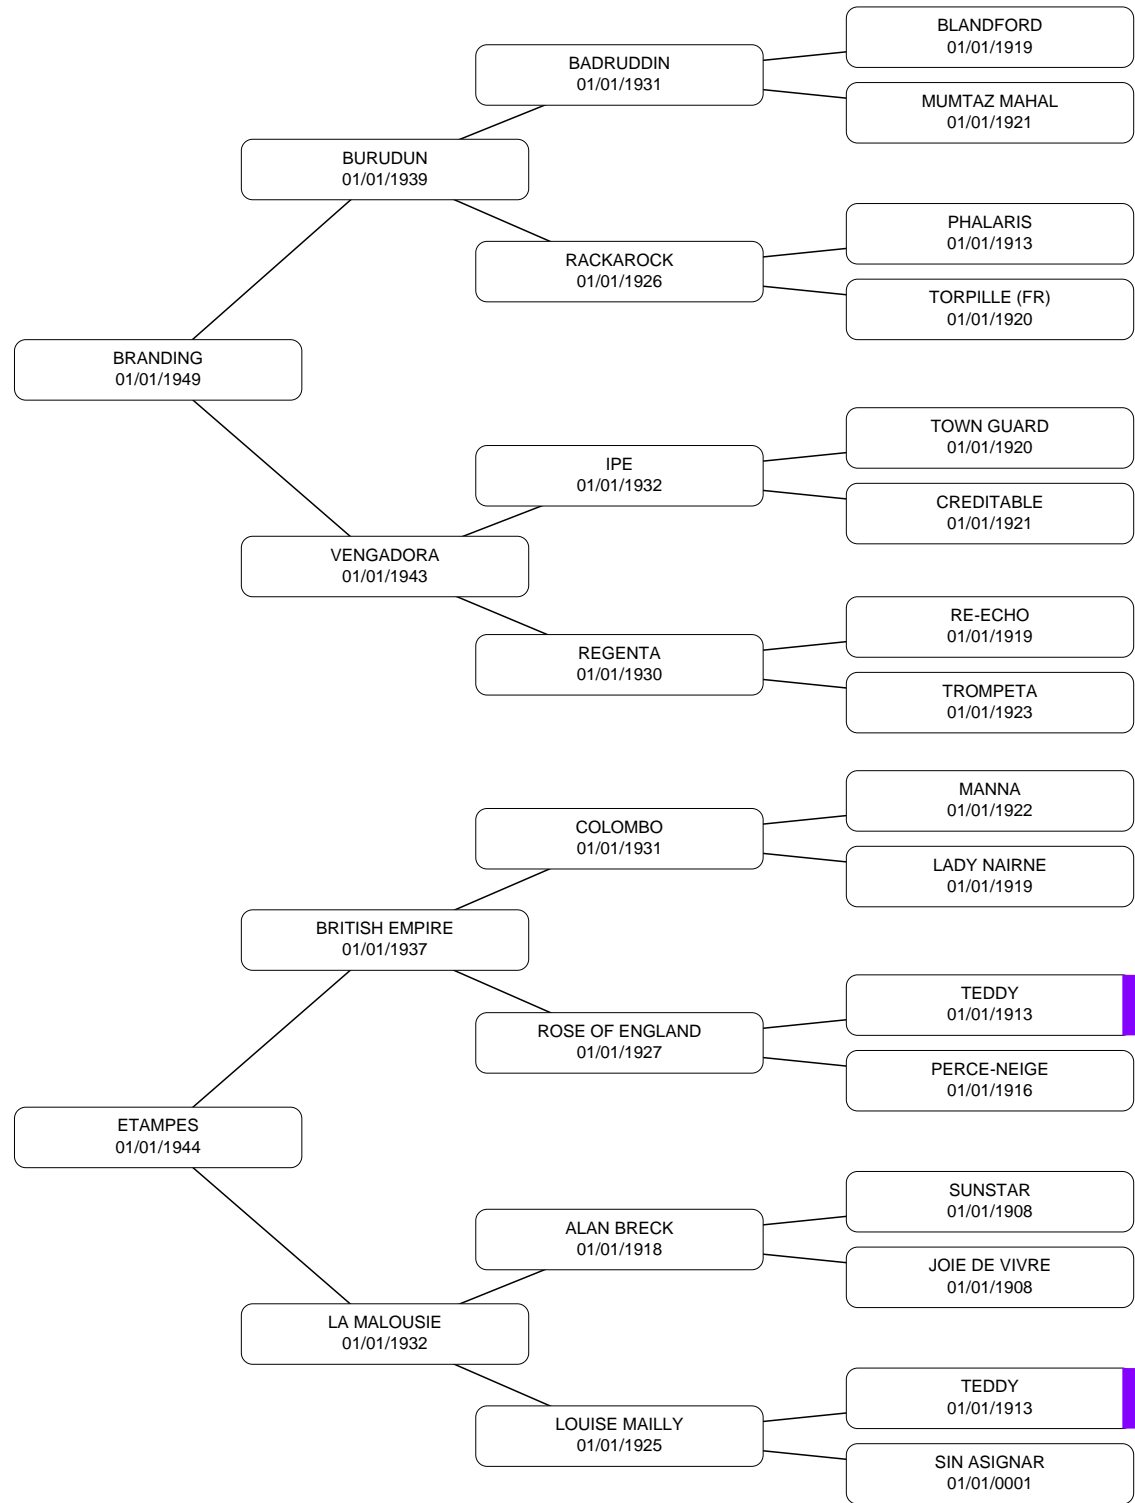 BLANDFORD
01/01/1919
BADRUDDIN
01/01/1931
MUMTAZ MAHAL
01/01/1921
BURUDUN
01/01/1939
PHALARIS
01/01/1913
RACKAROCK
01/01/1926
TORPILLE (FR)
01/01/1920
BRANDING
01/01/1949
TOWN GUARD
01/01/1920
IPE
01/01/1932
CREDITABLE
01/01/1921
VENGADORA
01/01/1943
RE-ECHO
01/01/1919
REGENTA
01/01/1930
TROMPETA
01/01/1923
MANNA
01/01/1922
COLOMBO
01/01/1931
LADY NAIRNE
01/01/1919
BRITISH EMPIRE
01/01/1937
TEDDY
01/01/1913
ROSE OF ENGLAND
01/01/1927
PERCE-NEIGE
01/01/1916
ETAMPES
01/01/1944
SUNSTAR
01/01/1908
ALAN BRECK
01/01/1918
JOIE DE VIVRE
01/01/1908
LA MALOUSIE
01/01/1932
TEDDY
01/01/1913
LOUISE MAILLY
01/01/1925
SIN ASIGNAR
01/01/0001